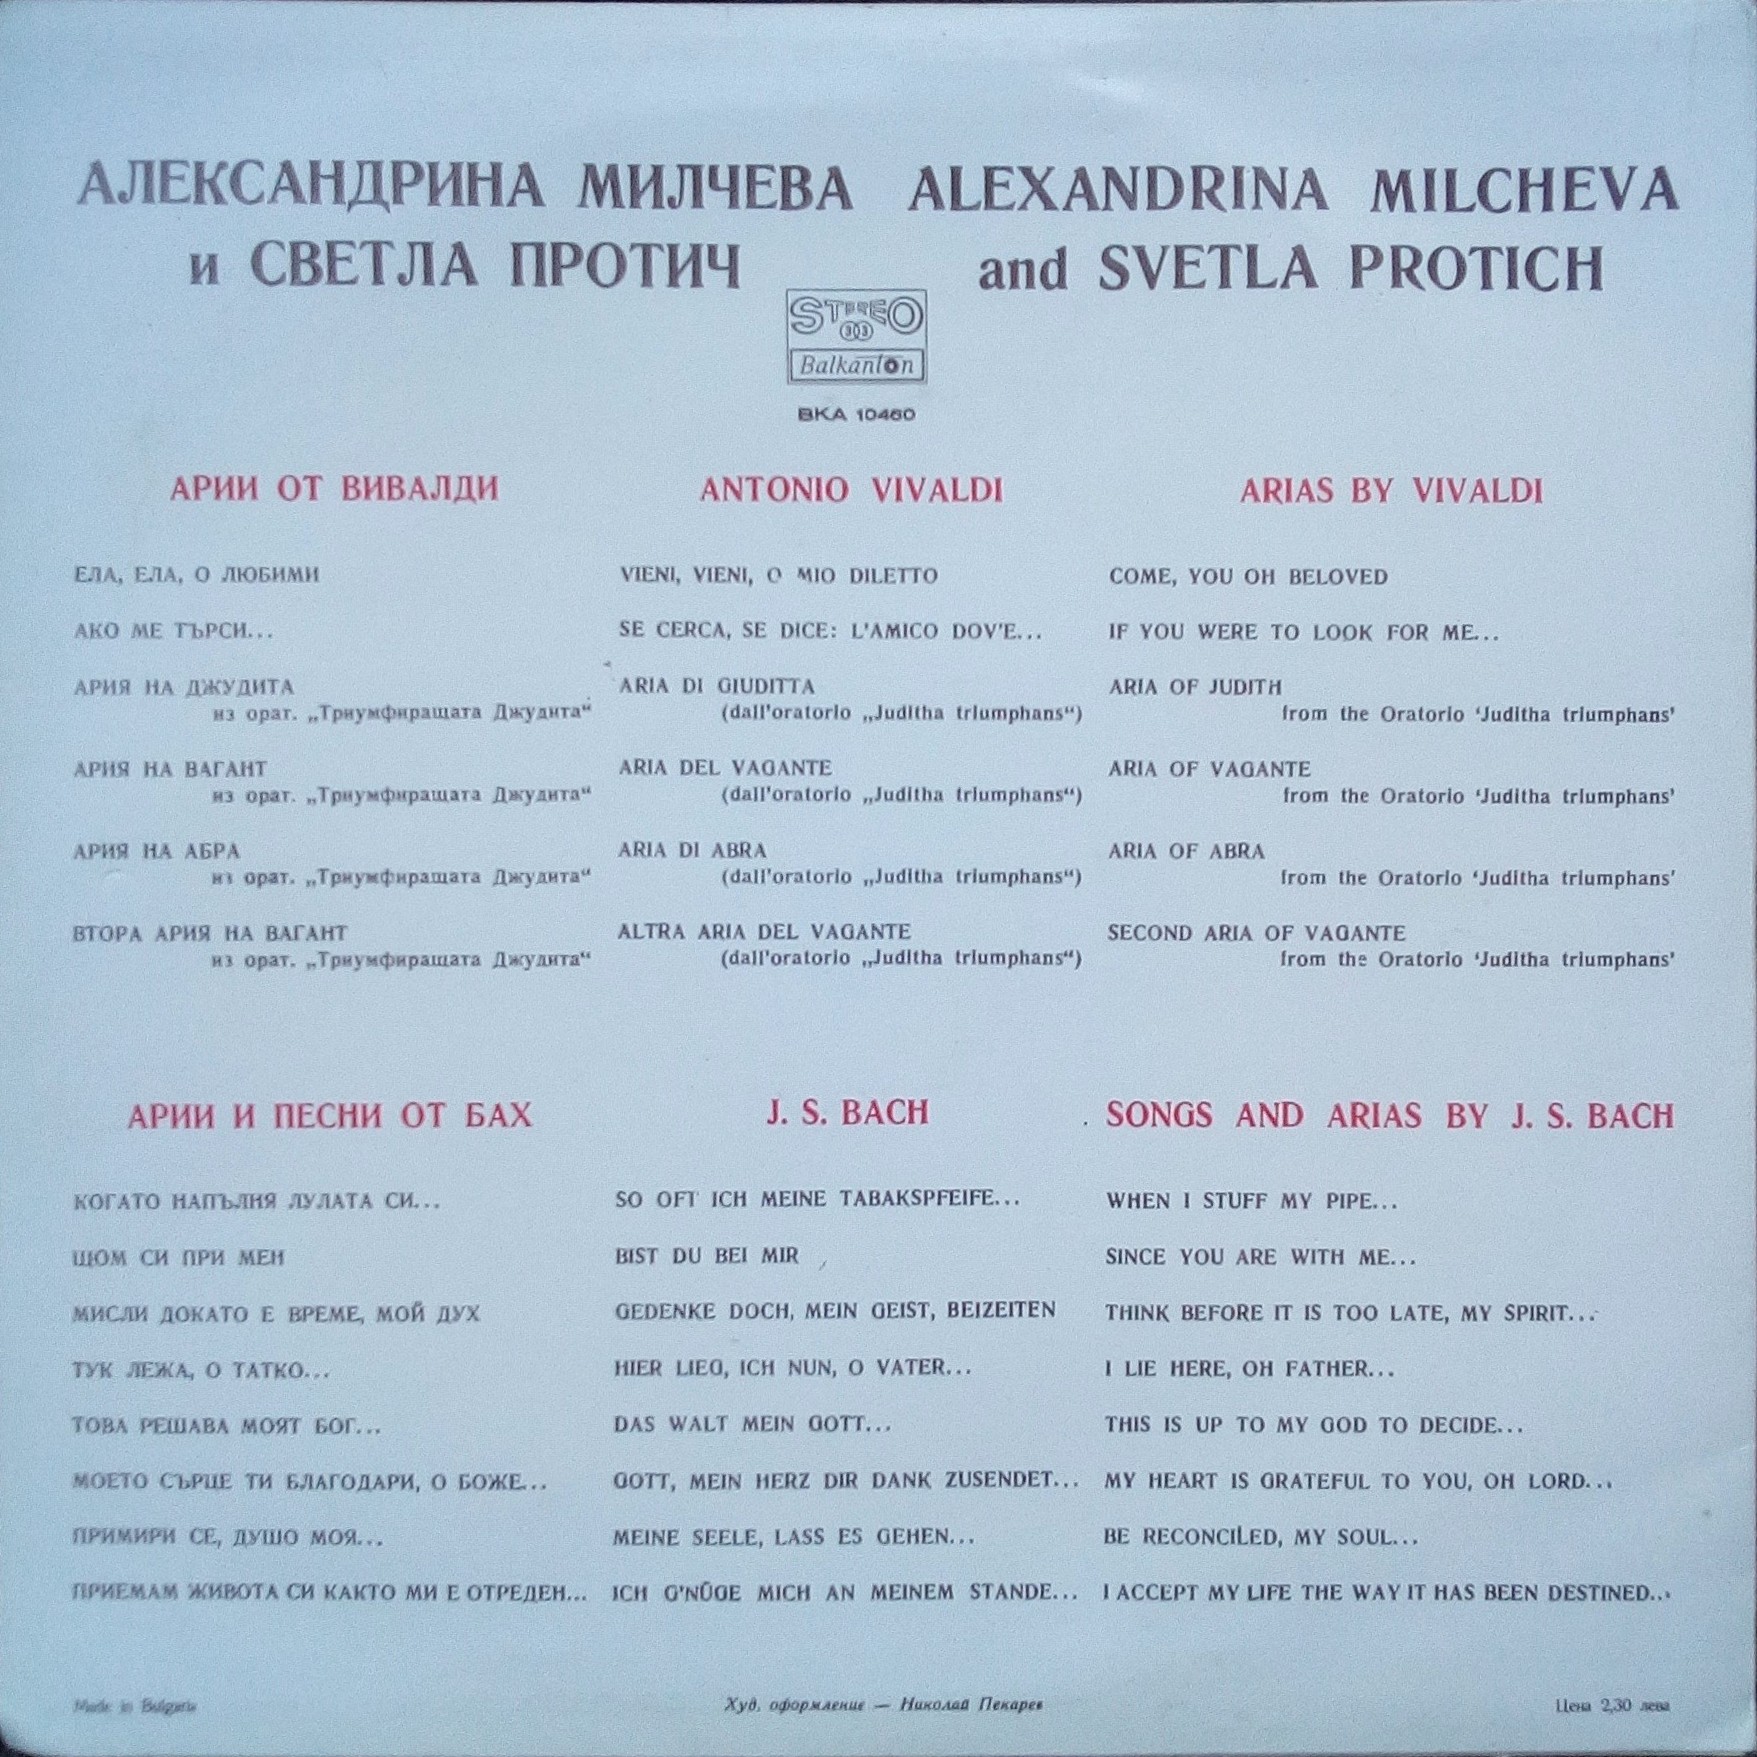 АЛЕКСАНДРИНА МИЛЧЕВА
и СВЕТЛА ПРОТИЧ
ALEXANDRINA MILCHEVA
and SVETLA PROTICH
STEREO
303
Balkanton
BKA 10460
АРИИ ОТ ВИВАЛДИ
ЕЛА, ЕЛА, О ЛЮБИМИ
АКО МЕ ТЪРСИ...
АРИЯ НА ДЖУДИТА
из орат. „Триумфиращата Джудита“
АРИЯ НА ВАГАНТ
из орат. „Триумфиращата Джудита“
АРИЯ НА АБРА
из орат. „Триумфиращата Джудита“
ВТОРА АРИЯ НА ВАГАНТ
из орат. „Триумфиращата Джудита“
ANTONIO VIVALDI
VIENI, VIENI, O MIO DILETTO
SE CERCA, SE DICE: L'AMICO DOV'E...
ARIA DI GIUDITTA
(dall'oratorio „Juditha triumphans“)
ARIA DEL VAGANTE
(dall'oratorio „Juditha triumphans“)
ARIA DI ABRA
(dall'oratorio „Juditha triumphans“)
ALTRA ARIA DEL VAGANTE
(dall'oratorio „Juditha triumphans“)
ARIAS BY VIVALDI
COME, YOU OH BELOVED
IF YOU WERE TO LOOK FOR ME...
ARIA OF JUDITH
from the Oratorio ‘Juditha triumphans’
ARIA OF VAGANTE
from the Oratorio ‘Juditha triumphans’
ARIA OF ABRA
from the Oratorio ‘Juditha triumphans’
SECOND ARIA OF VAGANTE
from the Oratorio ‘Juditha triumphans’
АРИИ И ПЕСНИ ОТ БАХ
КОГАТО НАПЪЛНЯ ЛУЛАТА СИ...
ЩОМ СИ ПРИ МЕН
МИСЛИ ДОКАТО Е ВРЕМЕ, МОЙ ДУХ
ТУК ЛЕЖА, О ТАТКО...
ТОВА РЕШАВА МОЯТ БОГ...
МОЕТО СЪРЦЕ ТИ БЛАГОДАРИ, О БОЖЕ...
ПРИМИРИ СЕ, ДУШО МОЯ...
ПРИЕМАМ ЖИВОТА СИ КАКТО МИ Е ОТРЕДЕН...
J. S. BACH
SO OFT ICH MEINE TABAKSPFEIFE...
BIST DU BEI MIR
GEDENKE DOCH, MEIN GEIST, BEIZEITEN
HIER LIEG, ICH NUN, O VATER...
DAS WALT MEIN GOTT...
GOTT, MEIN HERZ DIR DANK ZUSENDET...
MEINE SEELE, LASS ES GEHEN...
ICH G'NÜGE MICH AN MEINEM STANDE...
SONGS AND ARIAS BY J. S. BACH
WHEN I STUFF MY PIPE...
SINCE YOU ARE WITH ME...
THINK BEFORE IT IS TOO LATE, MY SPIRIT...
I LIE HERE, OH FATHER...
THIS IS UP TO MY GOD TO DECIDE...
MY HEART IS GRATEFUL TO YOU, OH LORD...
BE RECONCILED, MY SOUL...
I ACCEPT MY LIFE THE WAY IT HAS BEEN DESTINED...
Made in Bulgaria
Худ. оформление — Николай Пекарев
Цена 2,30 лева